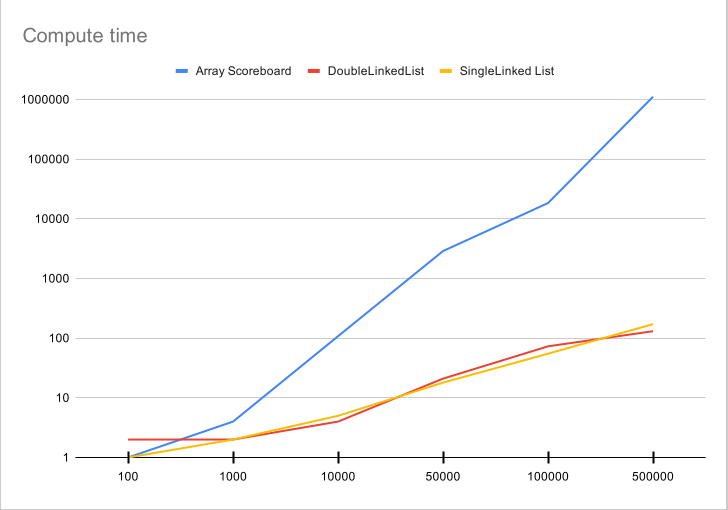 Compute time
Array Scoreboard DoubleLinkedList SingleLinked List
1000000
100000
10000
1000
100
10
1
100 1000 10000 50000 100000 500000